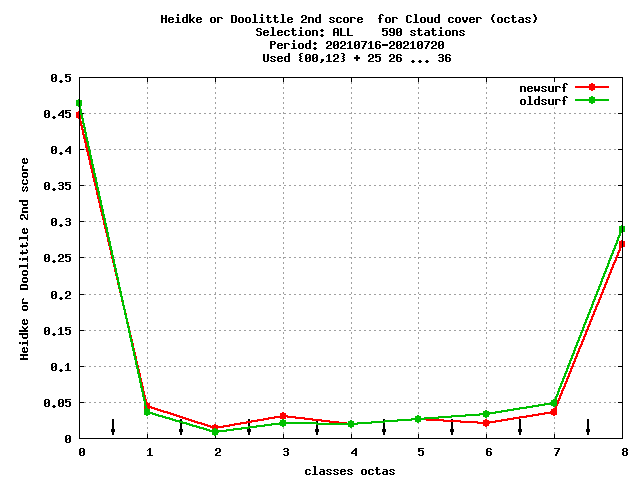 Heidke or Doolittle 2nd score  for Cloud cover (octas)
Selection: ALL    590 stations
Period: 20210716-20210720
Used {00,12} + 25 26 ... 36
newsurf
oldsurf
0.5
0.45
0.4
0.35
0.3
0.25
0.2
0.15
0.1
0.05
0
Heidke or Doolittle 2nd score
0 1 2 3 4 5 6 7 8
classes octas